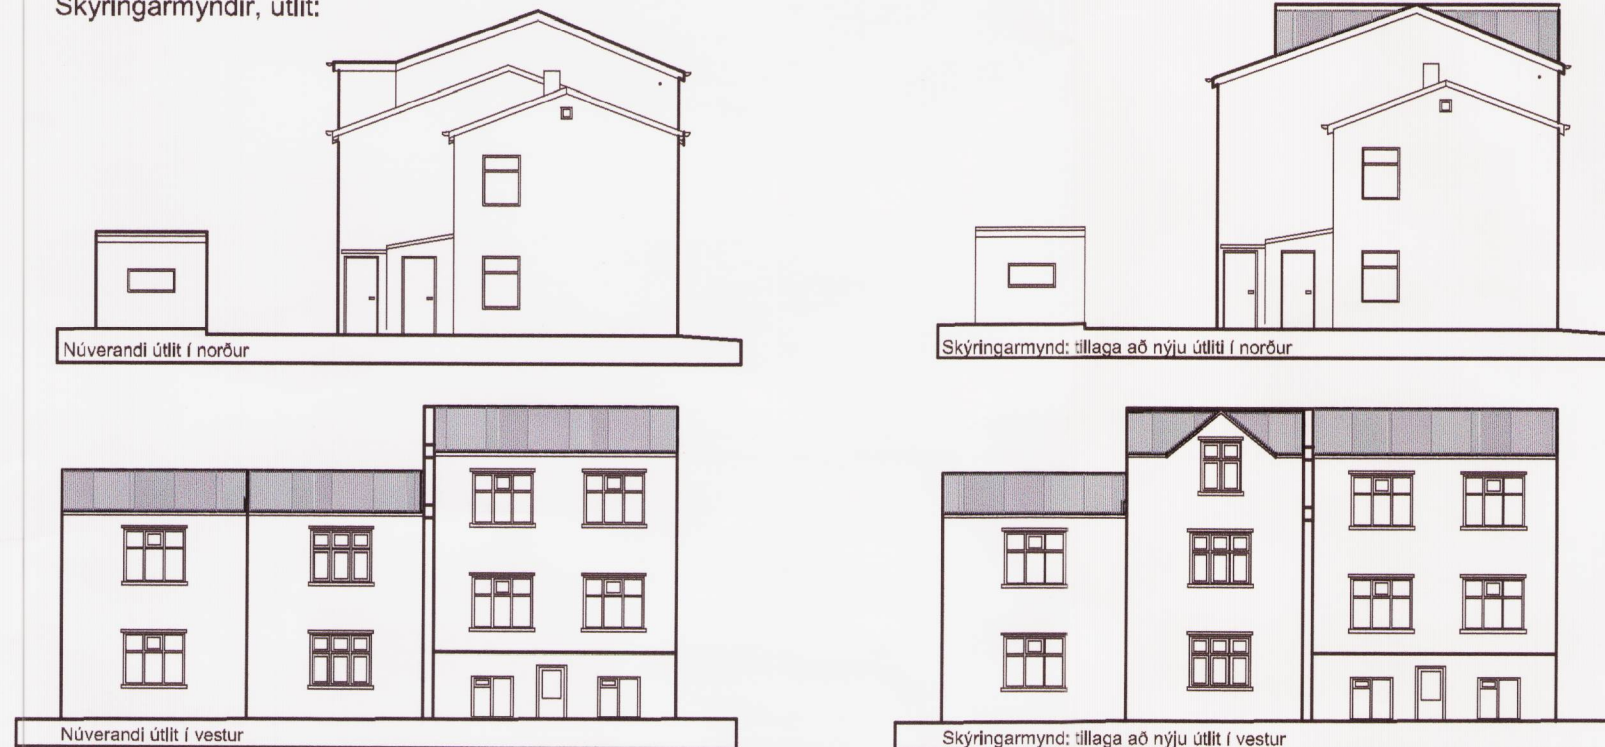 Skýringarmyndir, útlit:
Núverandi útlit í norður
Skýringarmynd: tillaga að nýju útliti í norður
Núverandi útlit í vestur
Skýringarmynd: tillaga að nýju útlit í vestur